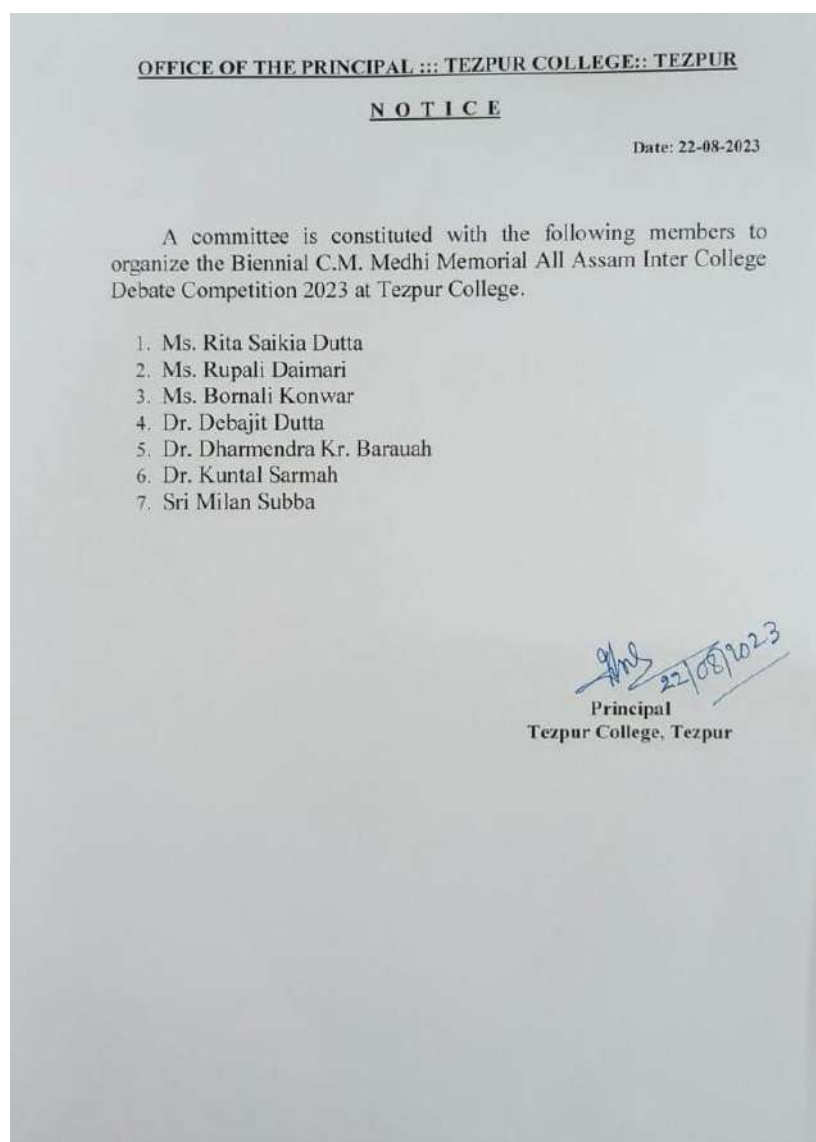 OFFICE OF THE PRINCIPAL ::: TEZPUR COLLEGE:: TEZPUR
N O T I C E
Date: 22-08-2023
A committee is constituted with the following members to
organize the Biennial C.M. Medhi Memorial All Assam Inter College
Debate Competition 2023 at Tezpur College.
1. Ms. Rita Saikia Dutta
2. Ms. Rupali Daimari
3. Ms. Bornali Konwar
4. Dr. Debajit Dutta
5. Dr. Dharmendra Kr. Barauah
6. Dr. Kuntal Sarmah
7. Sri Milan Subba
22/08/2023
Principal
Tezpur College, Tezpur